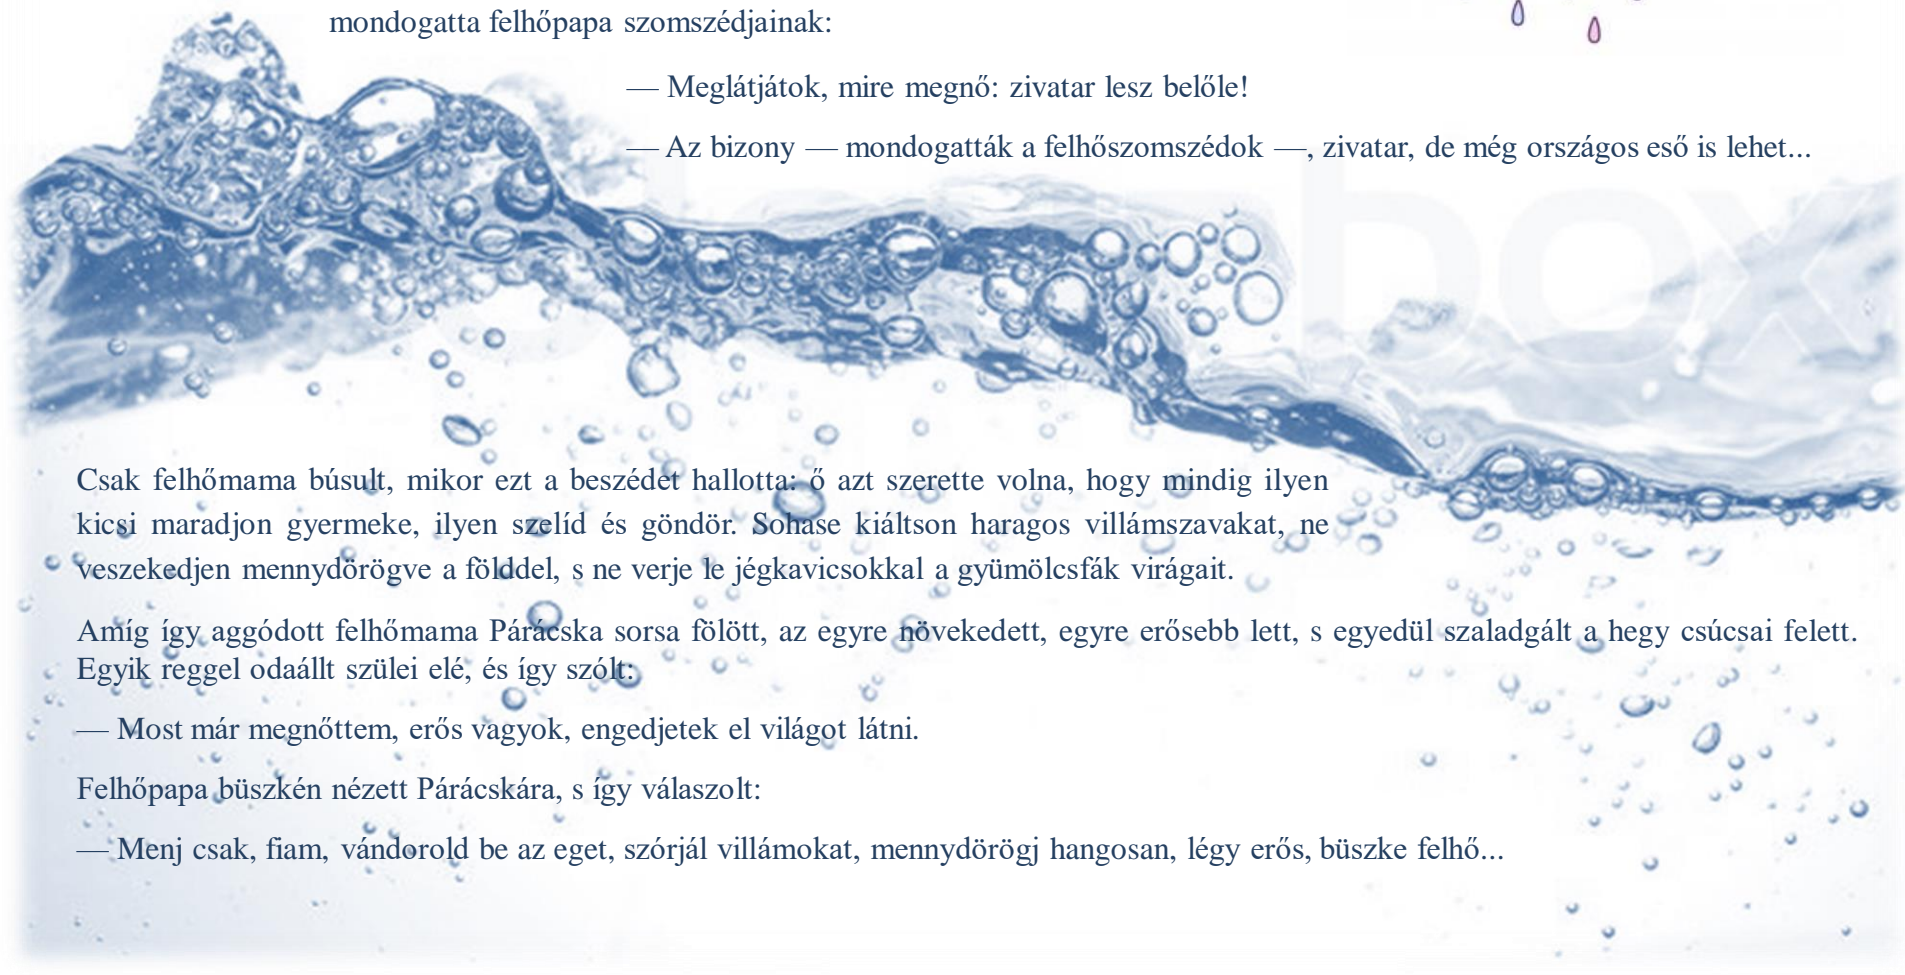 mondogatta felhőpapa szomszédjainak:
— Meglátjátok, mire megnő: zivatar lesz belőle!
— Az bizony — mondogatták a felhőszomszédok —, zivatar, de még országos eső is lehet...
box
Csak felhőmama búsult, mikor ezt a beszédet hallotta: ő azt szerette volna, hogy mindig ilyen
kicsi maradjon gyermeke, ilyen szelíd és göndör. Sohase kiáltson haragos villámszavakat, ne
veszekedjen mennydörögve a földdel, s ne verje le jégkavicsokkal a gyümölcsfák virágait.
Amíg így aggódott felhőmama Párácska sorsa fölött, az egyre növekedett, egyre erősebb lett, s egyedül szaladgált a hegy csúcsai felett.
Egyik reggel odaállt szülei elé, és így szólt:
— Most már megnőttem, erős vagyok, engedjetek el világot látni.
Felhőpapa büszkén nézett Párácskára, s így válaszolt:
— Menj csak, fiam, vándorold be az eget, szórjál villámokat, mennydörögj hangosan, légy erős, büszke felhő...